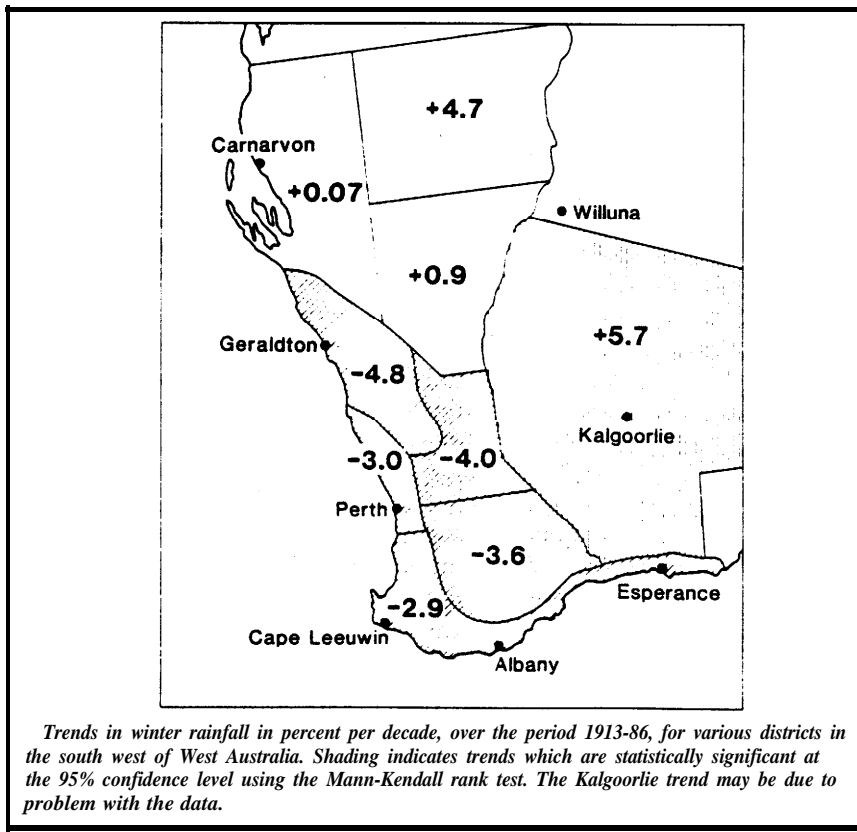 +4.7
Carnarvon
+0.07
Willuna
+0.9
+5.7
Geraldton
-4.8
Kalgoorlie
-3.0
-4.0
Perth
-3.6
Esperance
-2.9
Cape Leeuwin
Albany
Trends in winter rainfall in percent per decade, over the period 1913-86, for various districts in
the south west of West Australia. Shading indicates trends which are statistically significant at
the 95% confidence level using the Mann-Kendall rank test. The Kalgoorlie trend may be due to
problem with the data.